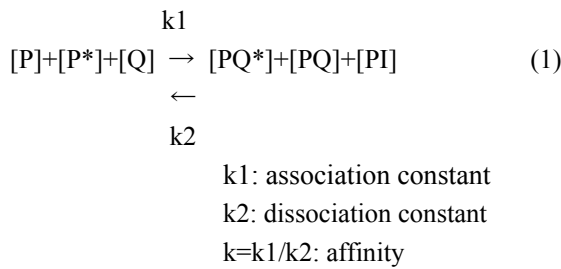 k1
[P]+[P*]+[Q] → [PQ*]+[PQ]+[PI] (1)
←
k2
k1: association constant
k2: dissociation constant
k=k1/k2: affinity